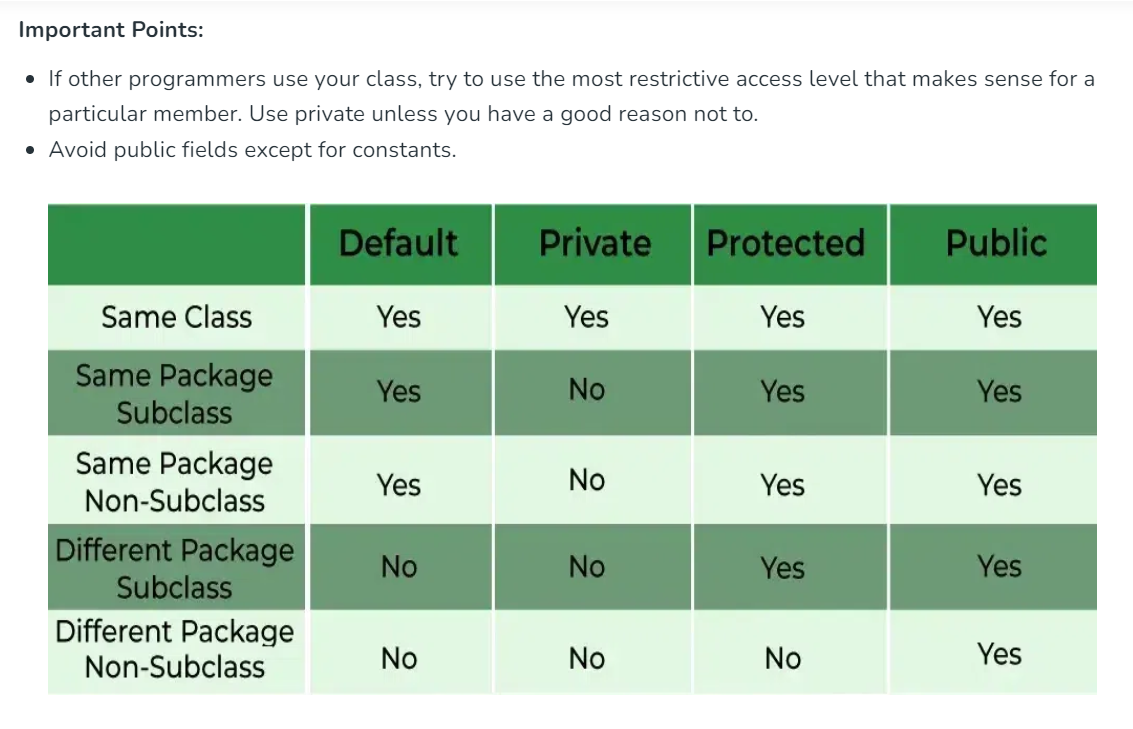 Important Points:
• If other programmers use your class, try to use the most restrictive access level that makes sense for a
particular member. Use private unless you have a good reason not to.
• Avoid public fields except for constants.
Default Private Protected Public
Same Class Yes Yes Yes Yes
Same Package
Subclass Yes No Yes Yes
Same Package
Non-Subclass Yes No Yes Yes
Different Package
Subclass No No Yes Yes
Different Package
Non-Subclass No No No Yes